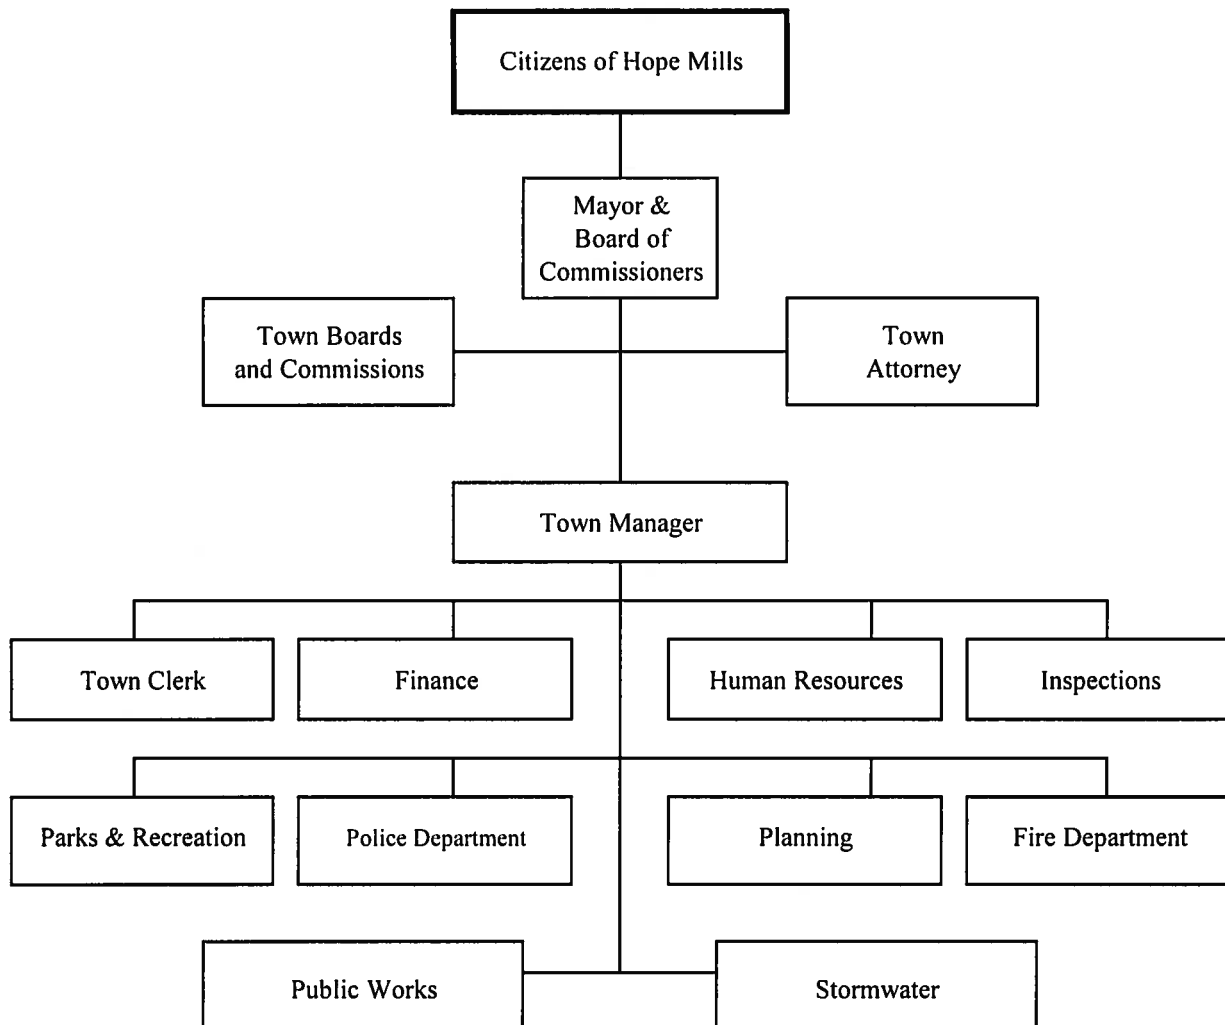 Citizens of Hope Mills
Mayor &
Board of
Commissioners
Town Boards
and Commissions
Town
Attorney
Town Manager
Town Clerk
Finance
Human Resources
Inspections
Parks & Recreation
Police Department
Planning
Fire Department
Public Works
Stormwater